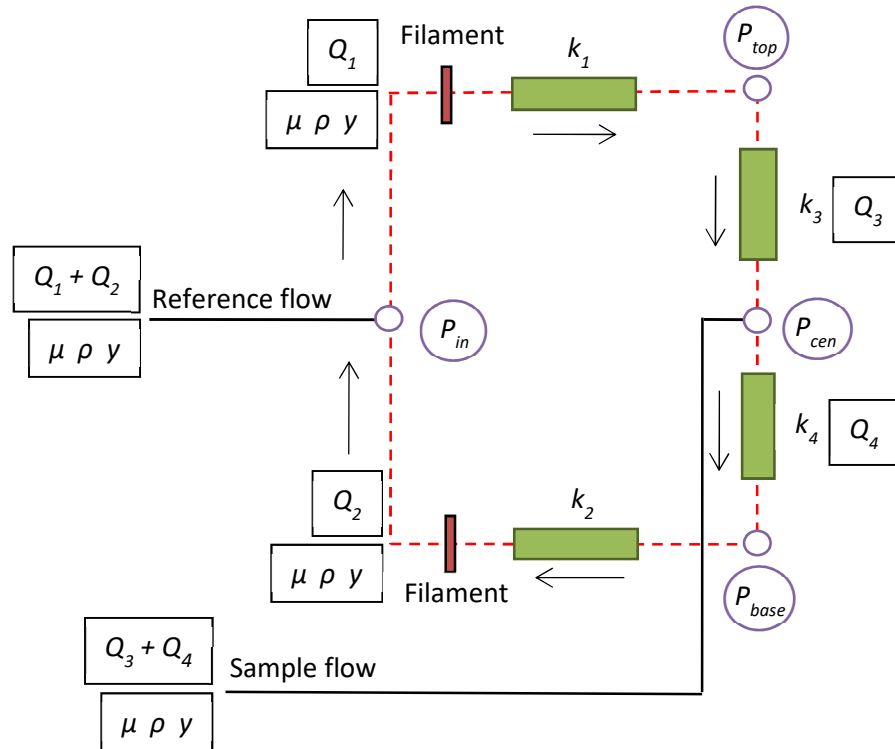 Filament
k1
Ptop
Q1
μ ρ y
k3
Q3
Q1 + Q2
Reference flow
μ ρ y
Pin
Pcen
k4
Q4
Q2
k2
μ ρ y
Filament
Pbase
Q3 + Q4
Sample flow
μ ρ y